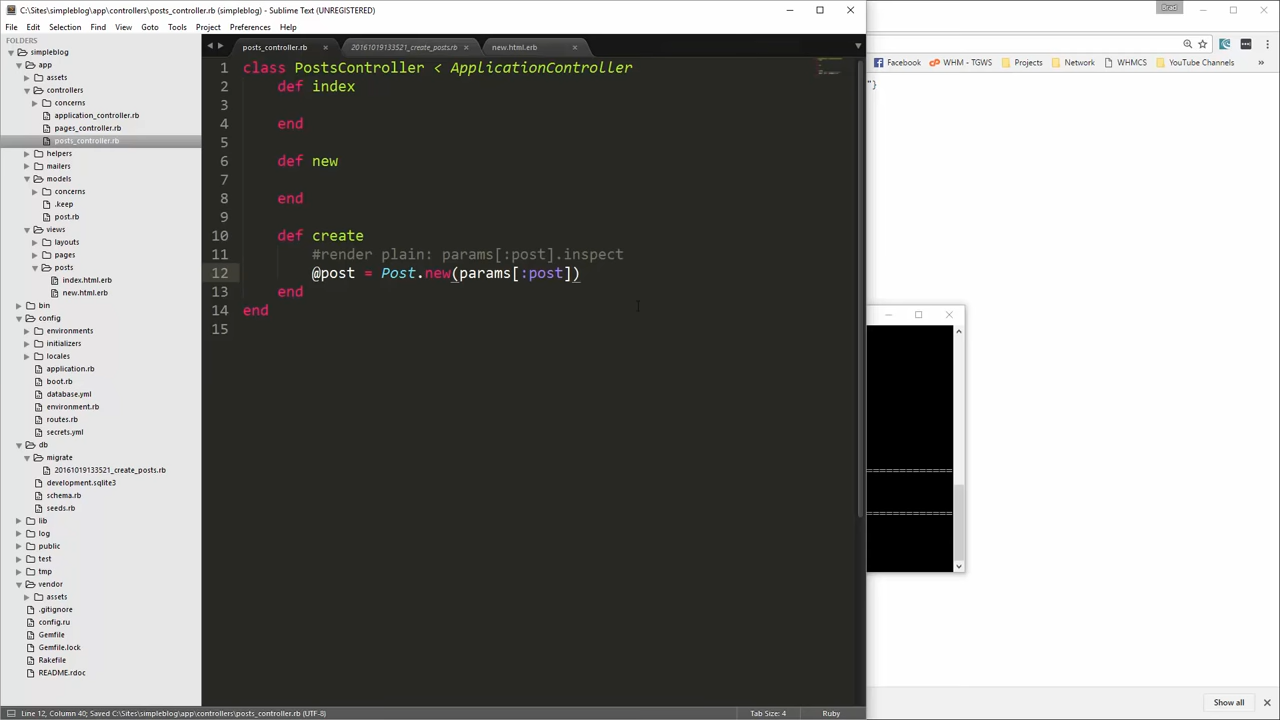 C:\Sites\simpleblog\app\controllers\posts_controller.rb (simpleblog) - Sublime Text (UNREGISTERED)
Brad
File Edit Selection Find View Goto Tools Project Preferences Help
FOLDERS
simpleblog
app
assets
controllers
concerns
application_controller.rb
pages_controller.rb
posts_controller.rb
helpers
mailers
models
concerns
.keep
post.rb
views
layouts
pages
posts
index.html.erb
new.html.erb
bin
config
environments
initializers
locales
application.rb
boot.rb
database.yml
environment.rb
routes.rb
secrets.yml
db
migrate
20161019133521_create_posts.rb
development.sqlite3
schema.rb
seeds.rb
lib
log
public
test
tmp
vendor
assets
.gitignore
config.ru
Gemfile
Gemfile.lock
Rakefile
README.rdoc
posts_controller.rb 20161019133521_create_posts.rb new.html.erb
1 class PostsController < ApplicationController
2 def index
3
4 end
5
6 def new
7
8 end
9
10 def create
11 #render plain: params[:post].inspect
12 @post = Post.new(params[:post])
13 end
14 end
15
Facebook WHM - TGWS WHMCS Projects Network YouTube Channels
"}
=============
=============
Show all
Line 12, Column 40; Saved C:\Sites\simpleblog\app\controllers\posts_controller.rb (UTF-8) Tab Size: 4 Ruby